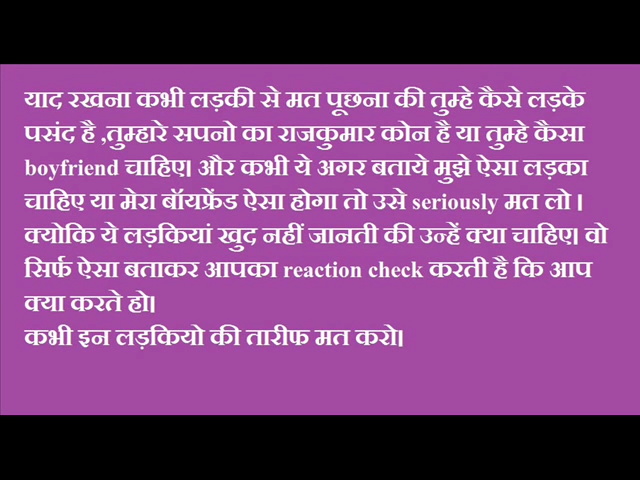 याद रखना कभी लड़की से मत पूछना की तुम्हे कैसे लड़के
पसंद है ,तुम्हारे सपनो का राजकुमार कोन है या तुम्हे कैसा
boyfriend चाहिए। और कभी ये अगर बताये मुझे ऐसा लड़का
चाहिए या मेरा बॉयफ्रेंड ऐसा होगा तो उसे seriously मत लो ।
क्योकि ये लड़कियां खुद नहीं जानती की उन्हें क्या चाहिए। वो
सिर्फ ऐसा बताकर आपका reaction check करती है कि आप
क्या करते हो।
कभी इन लड़कियो की तारीफ मत करो।